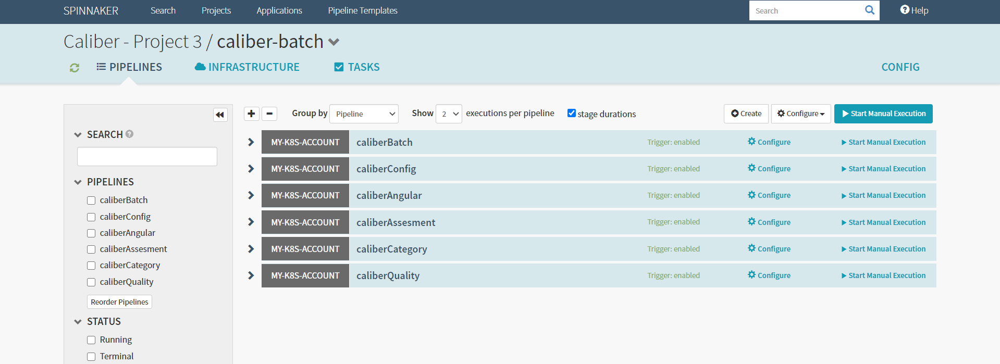 SPINNAKER Search Projects Applications Pipeline Templates Search Help
Caliber - Project 3 / caliber-batch
PIPELINES INFRASTRUCTURE TASKS CONFIG
Group by Pipeline Show 2 executions per pipeline stage durations Create Configure Start Manual Execution
SEARCH
PIPELINES
caliberBatch
caliberConfig
caliberAngular
caliberAssesment
caliberCategory
caliberQuality
Reorder Pipelines
STATUS
Running
Terminal
MY-K8S-ACCOUNT caliberBatch Trigger: enabled Configure Start Manual Execution
MY-K8S-ACCOUNT caliberConfig Trigger: enabled Configure Start Manual Execution
MY-K8S-ACCOUNT caliberAngular Trigger: enabled Configure Start Manual Execution
MY-K8S-ACCOUNT caliberAssesment Trigger: enabled Configure Start Manual Execution
MY-K8S-ACCOUNT caliberCategory Trigger: enabled Configure Start Manual Execution
MY-K8S-ACCOUNT caliberQuality Trigger: enabled Configure Start Manual Execution